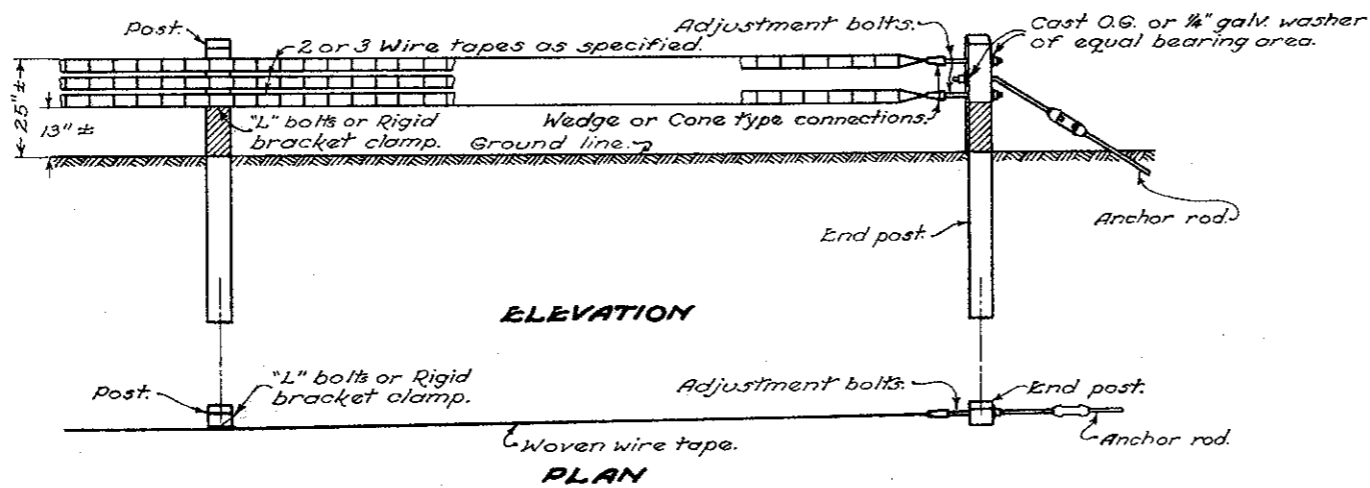 Post.
2 or 3 Wire tapes as specified.
Adjustment bolts.
Cast O.G. or 1/4" galv. washer
of equal bearing area.
25" ±
13" ±
"L" bolts or Rigid
bracket clamp.
Ground line.
Wedge or Cone type connections.
Anchor rod.
End post.
ELEVATION
"L" bolts or Rigid
bracket clamp.
Post.
Adjustment bolts.
End post.
Woven wire tape.
Anchor rod.
PLAN